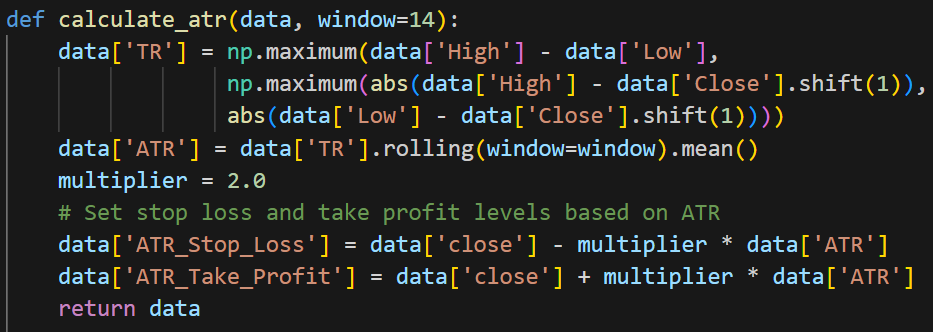 def calculate_atr(data, window=14):
    data['TR'] = np.maximum(data['High'] - data['Low'],
                 np.maximum(abs(data['High'] - data['Close'].shift(1)),
                 abs(data['Low'] - data['Close'].shift(1))))
    data['ATR'] = data['TR'].rolling(window=window).mean()
    multiplier = 2.0
    # Set stop loss and take profit levels based on ATR
    data['ATR_Stop_Loss'] = data['close'] - multiplier * data['ATR']
    data['ATR_Take_Profit'] = data['close'] + multiplier * data['ATR']
    return data